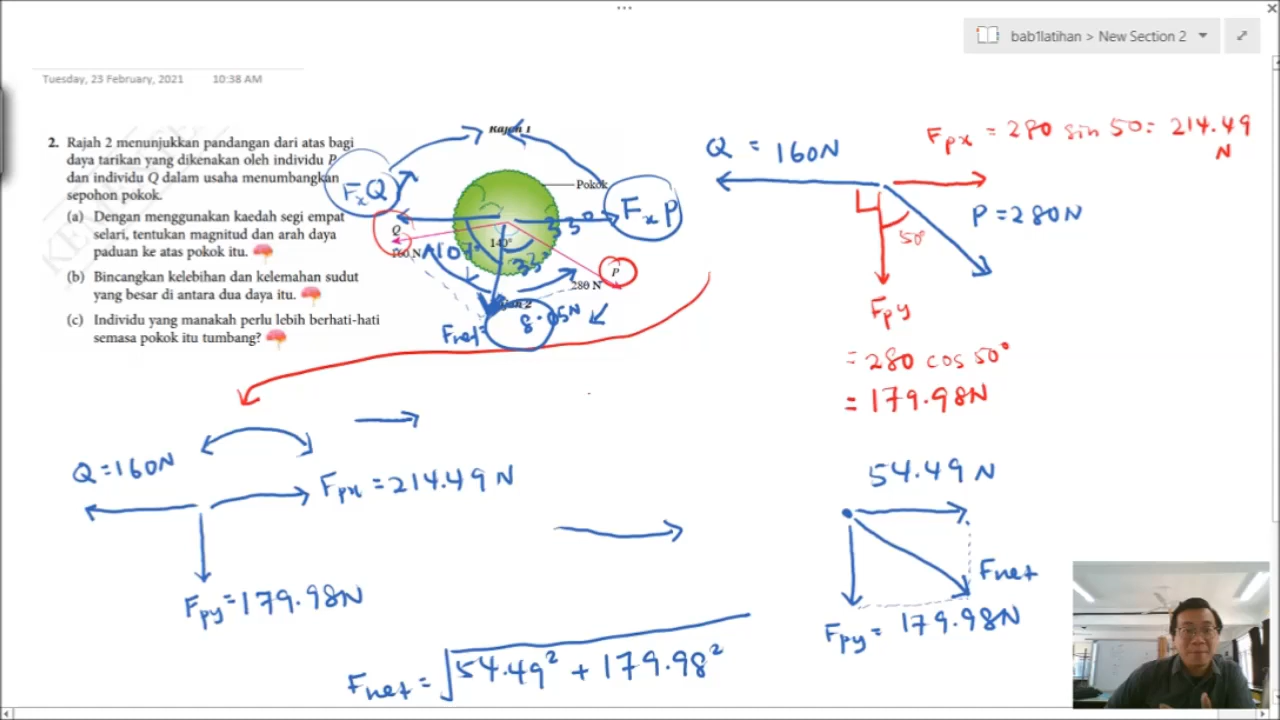 bab1latihan > New Section 2
Tuesday, 23 February, 2021 10:38 AM
2. Rajah 2 menunjukkan pandangan dari atas bagi
daya tarikan yang dikenakan oleh individu P
dan individu Q dalam usaha menumbangkan
sepohon pokok.
(a) Dengan menggunakan kaedah segi empat
selari, tentukan magnitud dan arah daya
paduan ke atas pokok itu.
(b) Bincangkan kelebihan dan kelemahan sudut
yang besar di antara dua daya itu.
(c) Individu yang manakah perlu lebih berhati-hati
semasa pokok itu tumbang?
Rajah 1
Pokok
FxQ
FxP
Q
160 N
140°
33°
107°
33°
P
280 N
Fnet=
8.05N
Q = 160N
Fpx = 280 sin 50 = 214.49
N
P = 280N
50°
Fpy
= 280 cos 50°
= 179.98N
Q=160N
Fpx = 214.49 N
Fpy=179.98N
54.49 N
Fnet
Fpy= 179.98N
Fnet = √54.49² + 179.98²